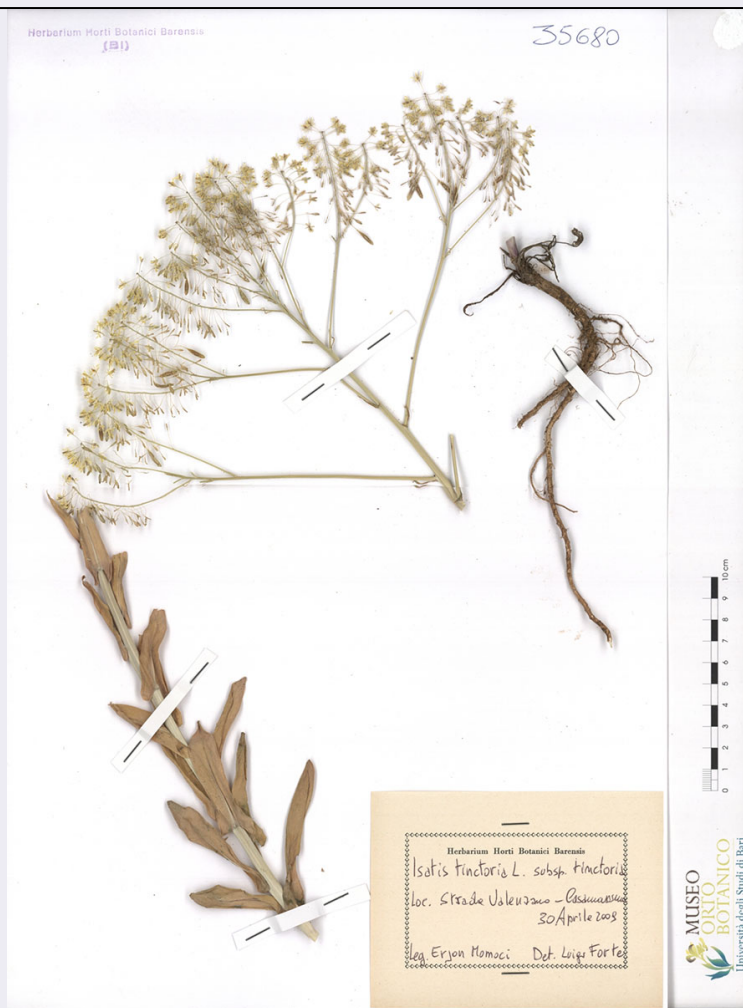 Herbarium Horti Botanici Barensis
(BI)
35680
10 cm
9
8
7
6
5
4
3
2
1
0
Herbarium Horti Botanici Barensis
Isatis tinctoria L. subsp. tinctoria
Loc. Strada Valenzano - Casamassima
30 Aprile 2009
Leg. Erjon Mamoci Det. Luigi Forte
MUSEO
ORTO
BOTANICO
Università degli Studi di Bari